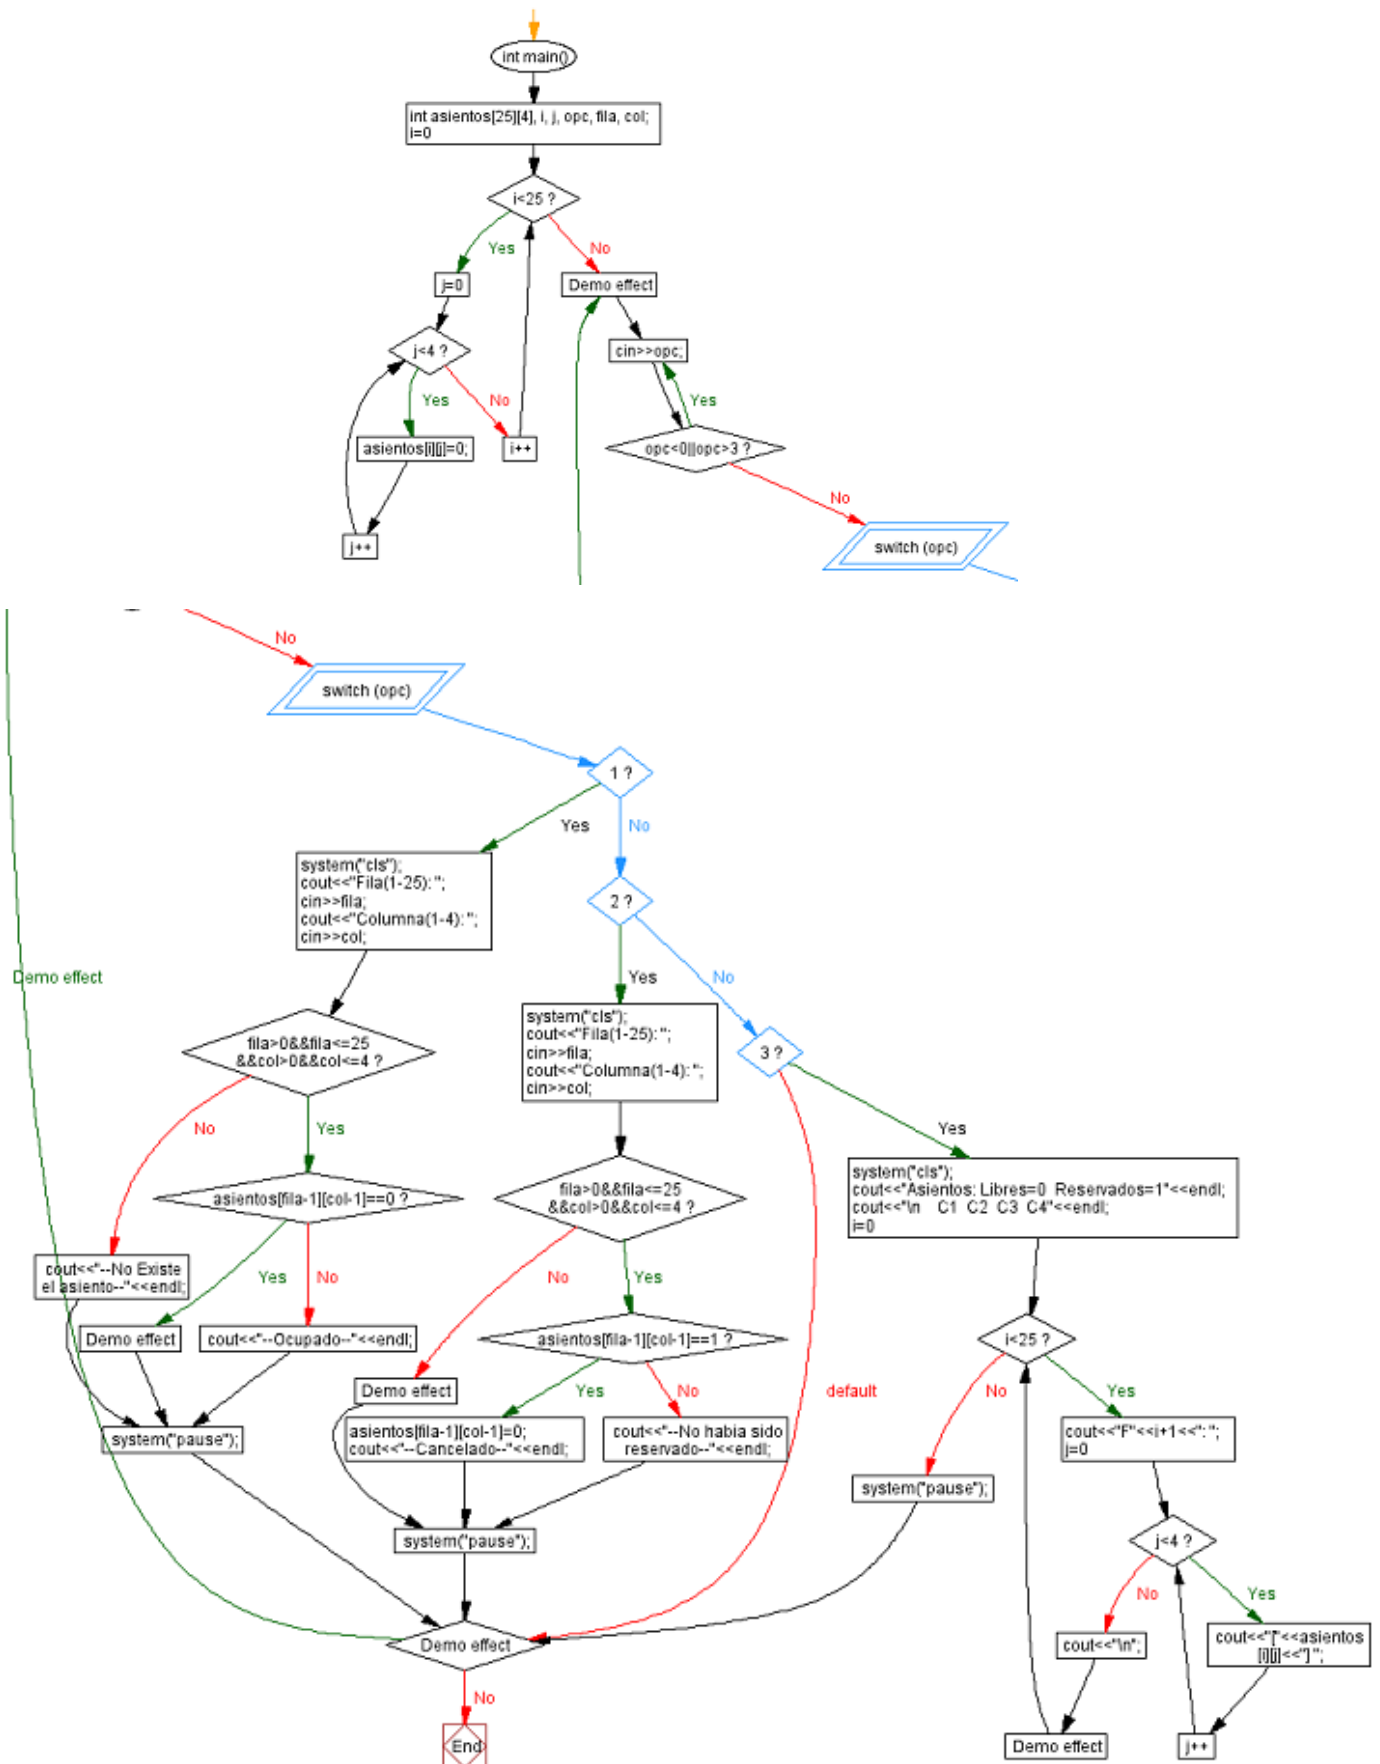 int main()
int asientos[25][4], i, j, opc, fila, col;
i=0
i<25 ?
Yes
No
j=0
Demo effect
j<4 ?
cin>>opc;
Yes
No
Yes
asientos[i][j]=0;
i++
opc<0||opc>3 ?
No
j++
switch (opc)
No
switch (opc)
1 ?
Yes
No
system("cls");
cout<<"Fila(1-25): ";
cin>>fila;
cout<<"Columna(1-4): ";
cin>>col;
2 ?
Demo effect
Yes
No
system("cls");
cout<<"Fila(1-25): ";
cin>>fila;
cout<<"Columna(1-4): ";
cin>>col;
fila>0&&fila<=25
&&col>0&&col<=4 ?
3 ?
No
Yes
Yes
asientos[fila-1][col-1]==0 ?
fila>0&&fila<=25
&&col>0&&col<=4 ?
system("cls");
cout<<"Asientos: Libres=0  Reservados=1"<<endl;
cout<<"\n    C1  C2  C3  C4"<<endl;
i=0
cout<<"--No Existe
el asiento--"<<endl;
Yes
No
No
Yes
Demo effect
cout<<"--Ocupado--"<<endl;
asientos[fila-1][col-1]==1 ?
i<25 ?
Demo effect
Yes
No
default
No
Yes
system("pause");
asientos[fila-1][col-1]=0;
cout<<"--Cancelado--"<<endl;
cout<<"--No habia sido
reservado--"<<endl;
cout<<"F"<<i+1<<": ";
j=0
system("pause");
system("pause");
j<4 ?
No
Yes
Demo effect
cout<<"\n";
cout<<"["<<asientos
[i][j]<<"] ";
No
End
Demo effect
j++